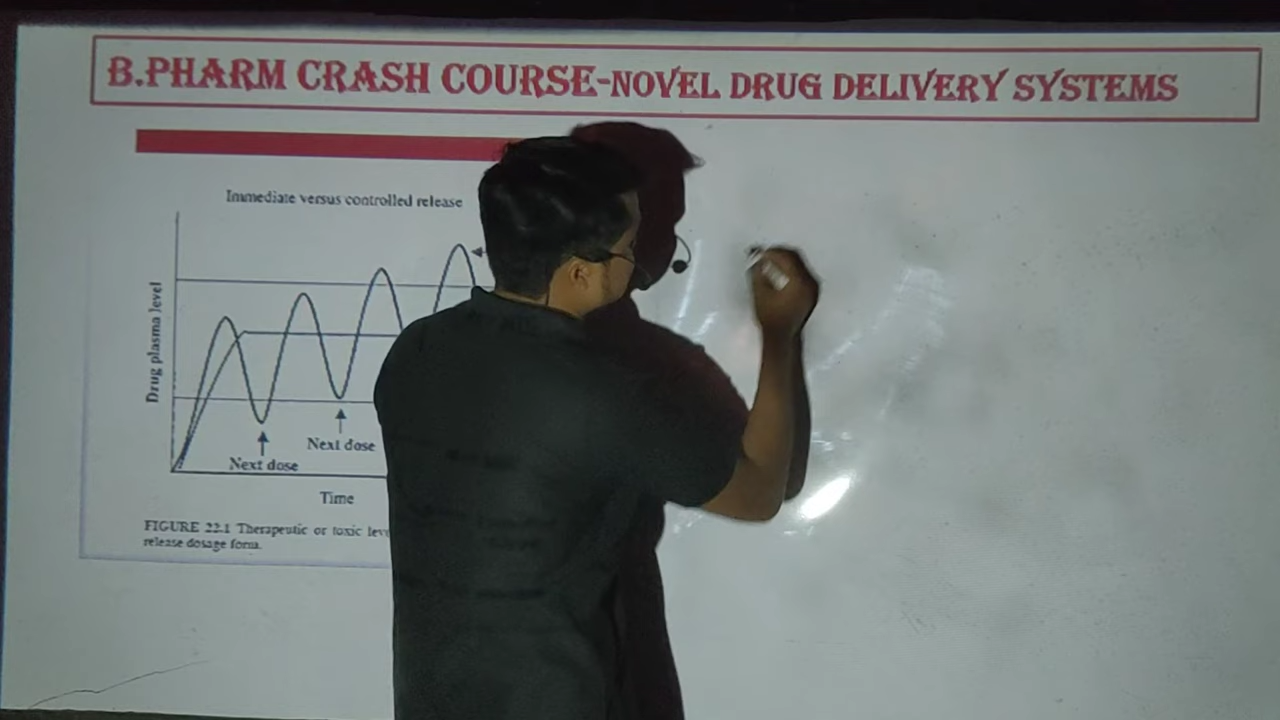 B.PHARM CRASH COURSE-NOVEL DRUG DELIVERY SYSTEMS
Immediate versus controlled release
Drug plasma level
Next dose
Next dose
Time
FIGURE 22.1 Therapeutic or toxic
release dosage form.